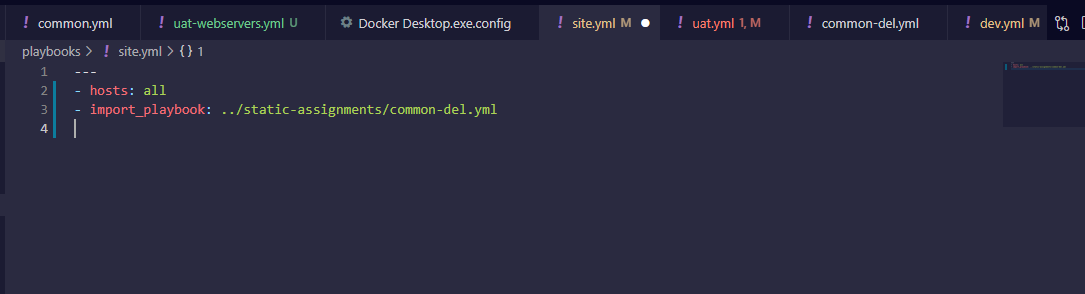 ! common.yml ! uat-webservers.yml U Docker Desktop.exe.config ! site.yml M ! uat.yml 1, M ! common-del.yml ! dev.yml M
playbooks > ! site.yml > {} 1
1 ---
2 - hosts: all
3 - import_playbook: ../static-assignments/common-del.yml
4